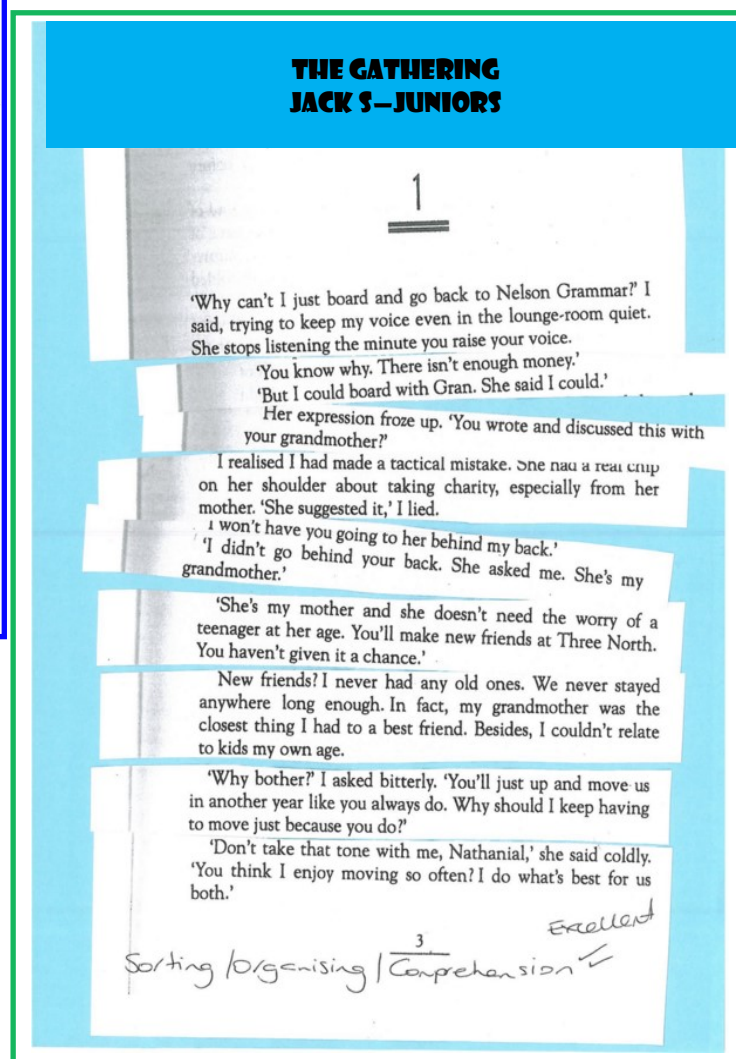 THE GATHERING
JACK S—JUNIORS
1
‘Why can’t I just board and go back to Nelson Grammar?’ I
said, trying to keep my voice even in the lounge-room quiet.
She stops listening the minute you raise your voice.
‘You know why. There isn’t enough money.’
‘But I could board with Gran. She said I could.’
Her expression froze up. ‘You wrote and discussed this with
your grandmother?’
I realised I had made a tactical mistake. She had a real chip
on her shoulder about taking charity, especially from her
mother. ‘She suggested it,’ I lied.
I won’t have you going to her behind my back.’
‘I didn’t go behind your back. She asked me. She’s my
grandmother.’
‘She’s my mother and she doesn’t need the worry of a
teenager at her age. You’ll make new friends at Three North.
You haven’t given it a chance.’
New friends? I never had any old ones. We never stayed
anywhere long enough. In fact, my grandmother was the
closest thing I had to a best friend. Besides, I couldn’t relate
to kids my own age.
‘Why bother?’ I asked bitterly. ‘You’ll just up and move us
in another year like you always do. Why should I keep having
to move just because you do?’
‘Don’t take that tone with me, Nathanial,’ she said coldly.
‘You think I enjoy moving so often? I do what’s best for us
both.’
Excellent
3
Sorting /Organising / Comprehension